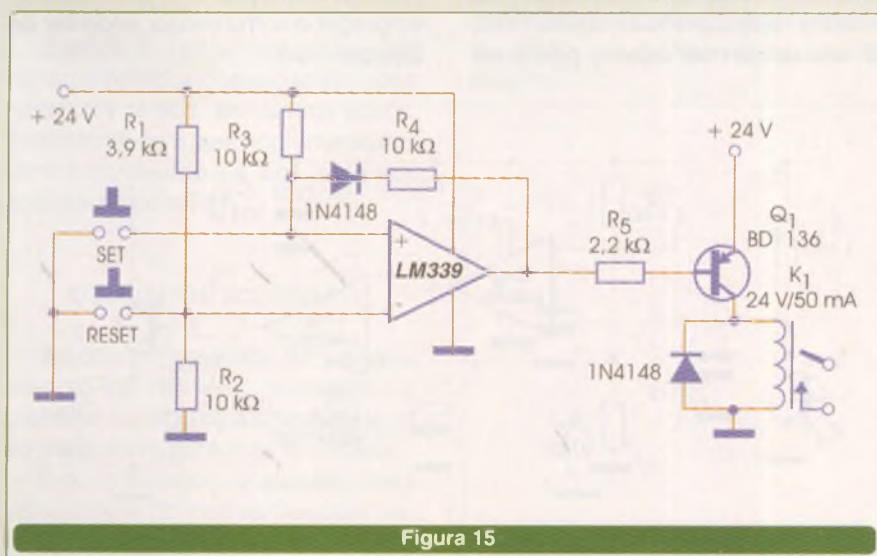 + 24 V
R1
3,9 kΩ
R3
10 kΩ
R4
10 kΩ
1N4148
SET
RESET
+
-
LM339
R2
10 kΩ
R5
2,2 kΩ
+ 24 V
Q1
BD 136
K1
24 V/50 mA
1N4148
Figura 15